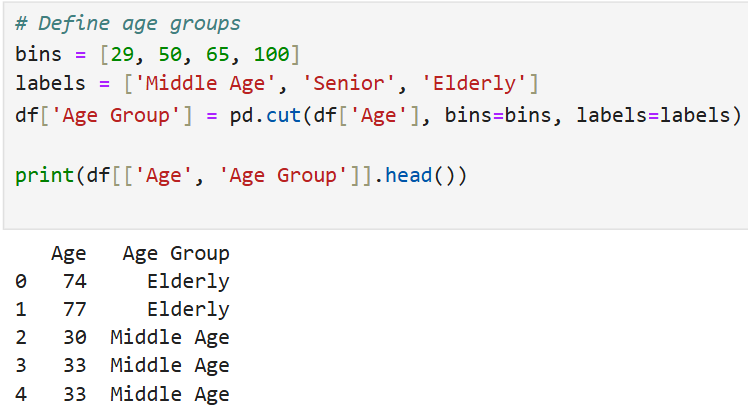 # Define age groups
bins = [29, 50, 65, 100]
labels = ['Middle Age', 'Senior', 'Elderly']
df['Age Group'] = pd.cut(df['Age'], bins=bins, labels=labels)
print(df[['Age', 'Age Group']].head())
Age Age Group
0 74 Elderly
1 77 Elderly
2 30 Middle Age
3 33 Middle Age
4 33 Middle Age